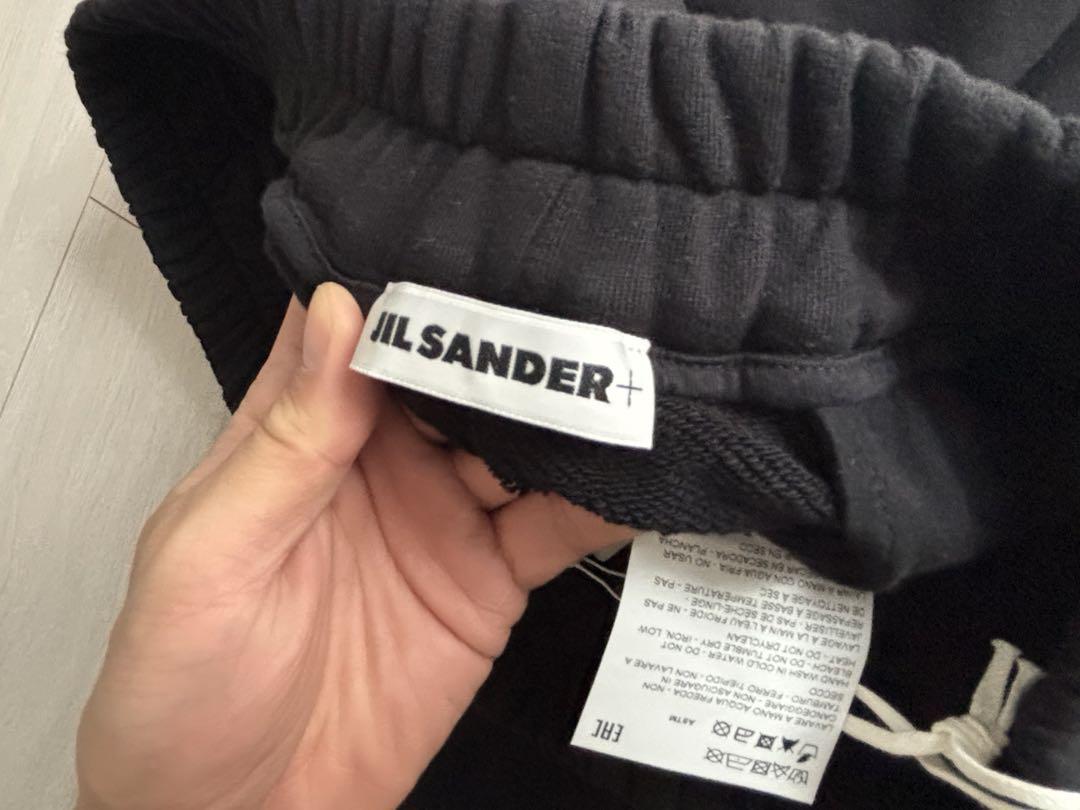 JIL SANDER+
ASTM
EAC
LAVARE A MANO ACQUA FREDDA - NON
CANDEGGIARE - NON ASCIUGARE IN
TAMBURO - FERRO TIEPIDO - NON LAVARE A
SECCO
HAND WASH IN COLD WATER - DO NOT
BLEACH - DO NOT TUMBLE DRY - IRON, LOW
HEAT - DO NOT DRYCLEAN
LAVAGE A LA MAIN A L'EAU FROIDE - NE PAS
JAVELLISER - PAS DE SECHE-LINGE -
REPASSAGE À BASSE TEMPÉRATURE - PAS
DE NETTOYAGE À SEC
LAVAR A MANO CON AGUA FRIA - NO USAR
EN SECADORA - PLANCHA
EN SECO